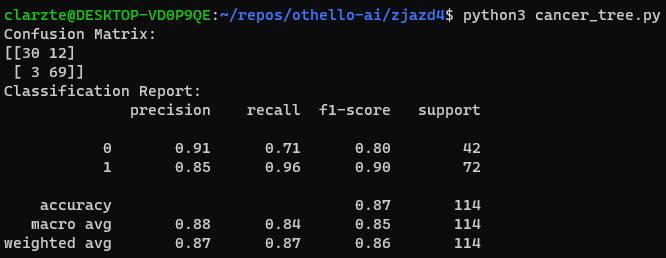 clarzte@DESKTOP-VD0P9QE:~/repos/othello-ai/zjazd4$ python3 cancer_tree.py
Confusion Matrix:
[[30 12]
 [ 3 69]]
Classification Report:
              precision    recall  f1-score   support

           0       0.91      0.71      0.80        42
           1       0.85      0.96      0.90        72

    accuracy                           0.87       114
   macro avg       0.88      0.84      0.85       114
weighted avg       0.87      0.87      0.86       114